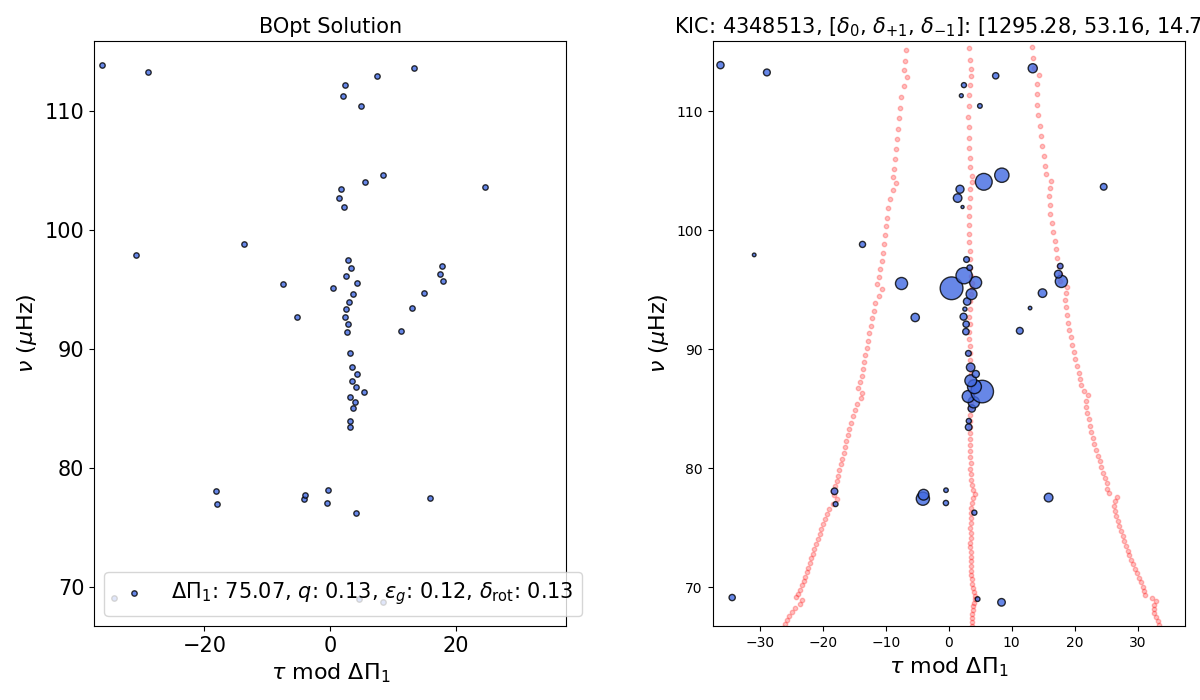 BOpt Solution
KIC: 4348513, [δ₀, δ₊₁, δ₋₁]: [1295.28, 53.16, 14.7
ν (μHz)
110
100
90
80
70
−20
0
20
τ mod ΔΠ₁
ΔΠ₁: 75.07, q: 0.13, ε_g: 0.12, δ_rot: 0.13
ν (μHz)
110
100
90
80
70
−30
−20
−10
0
10
20
30
τ mod ΔΠ₁